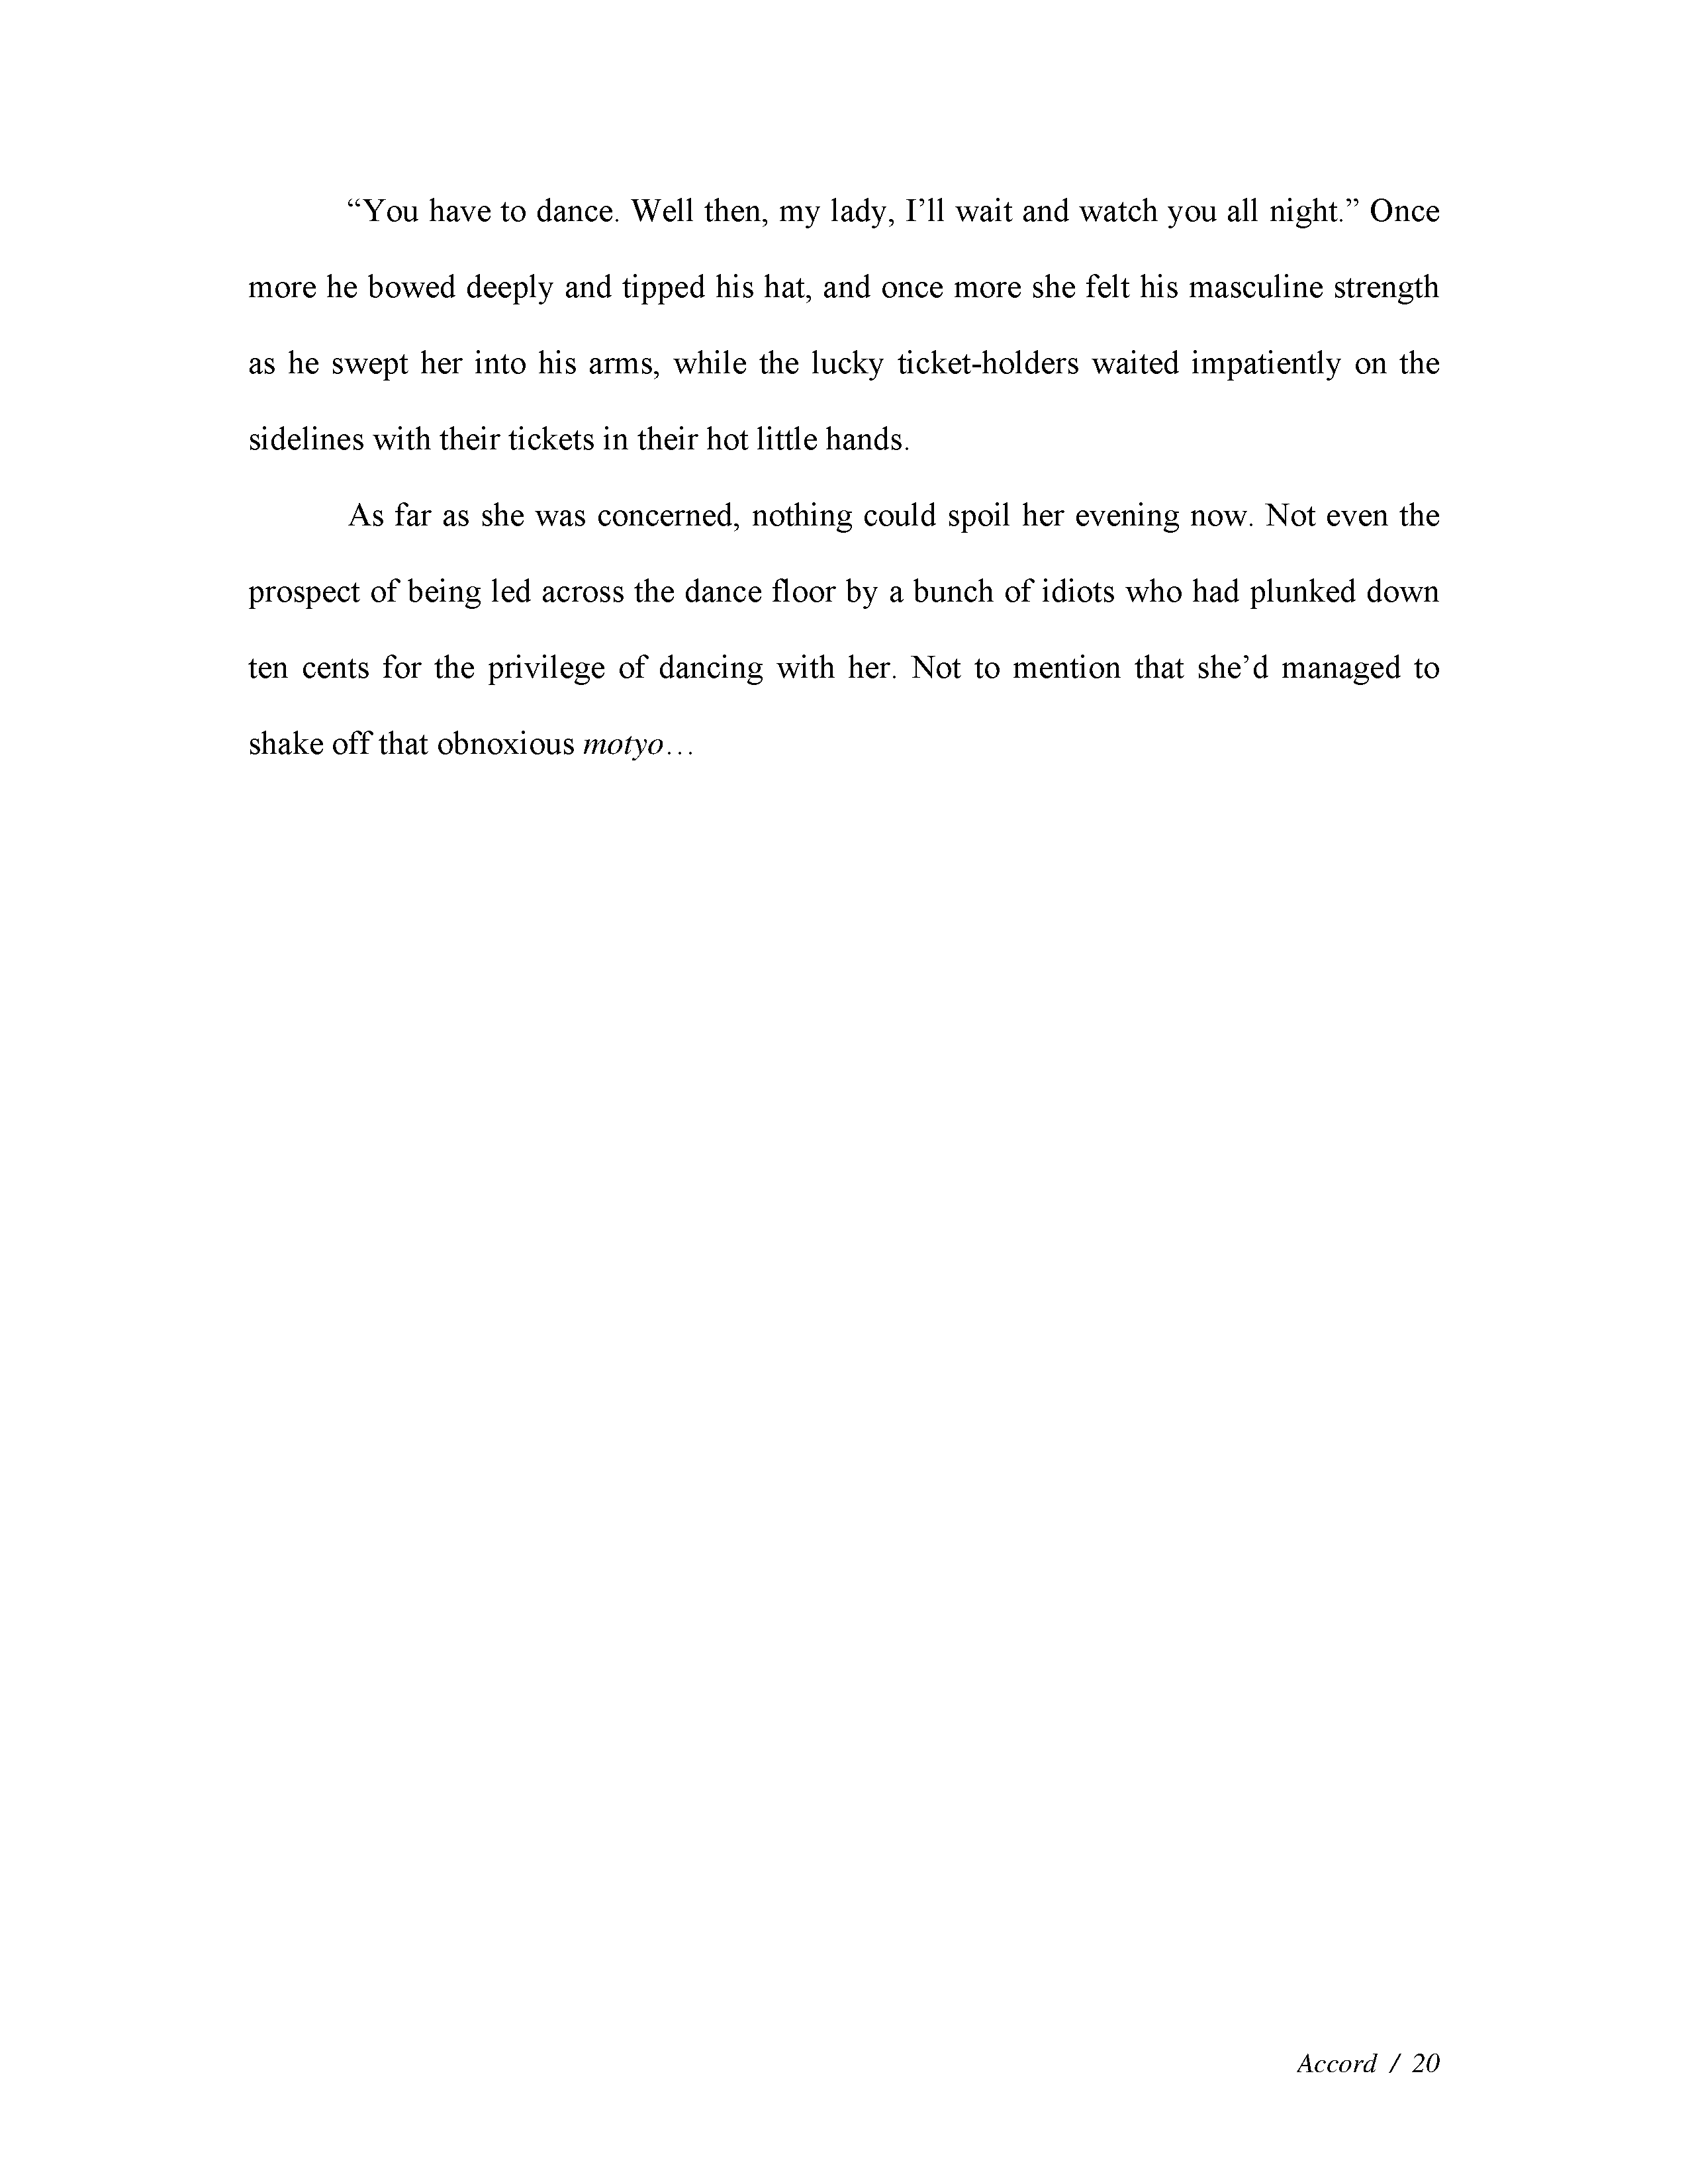 “You have to dance. Well then, my lady, I’ll wait and watch you all night.” Once
more he bowed deeply and tipped his hat, and once more she felt his masculine strength
as he swept her into his arms, while the lucky ticket-holders waited impatiently on the
sidelines with their tickets in their hot little hands.
As far as she was concerned, nothing could spoil her evening now. Not even the
prospect of being led across the dance floor by a bunch of idiots who had plunked down
ten cents for the privilege of dancing with her. Not to mention that she’d managed to
shake off that obnoxious motyo…
Accord / 20